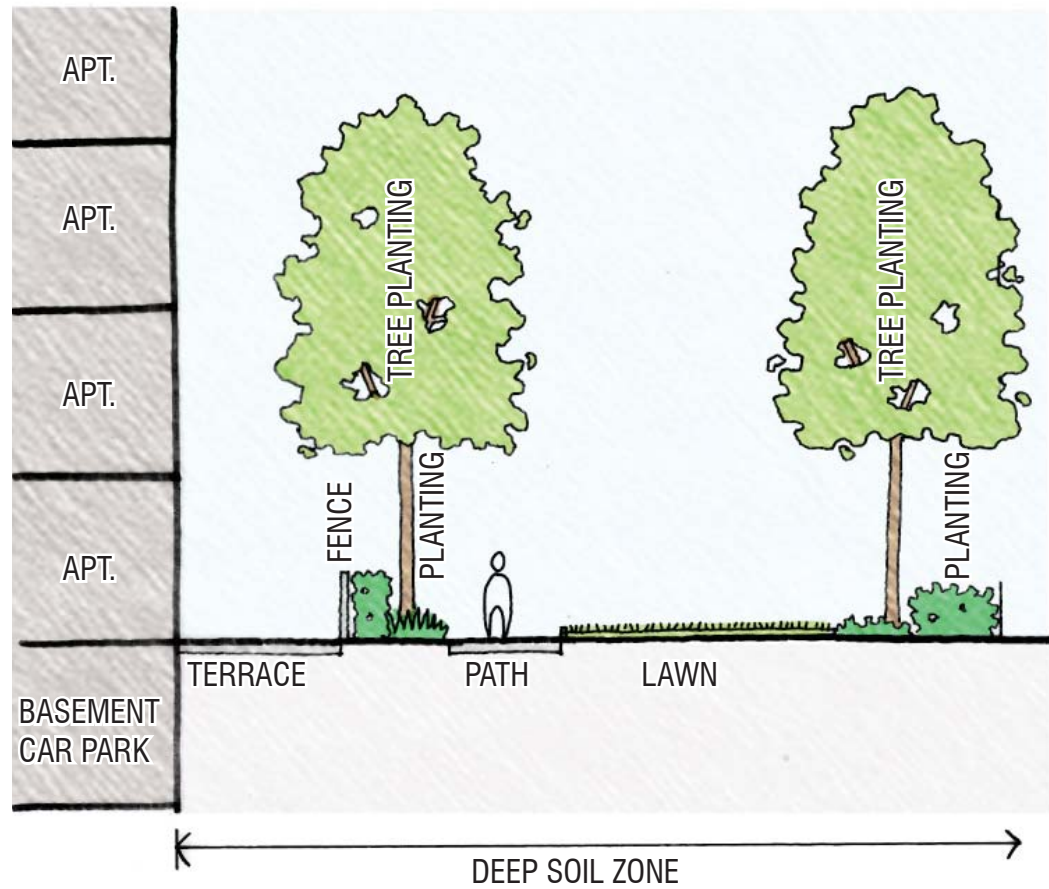 APT.
APT.
APT.
APT.
TREE PLANTING
TREE PLANTING
FENCE
PLANTING
PLANTING
TERRACE
PATH
LAWN
BASEMENT
CAR PARK
DEEP SOIL ZONE